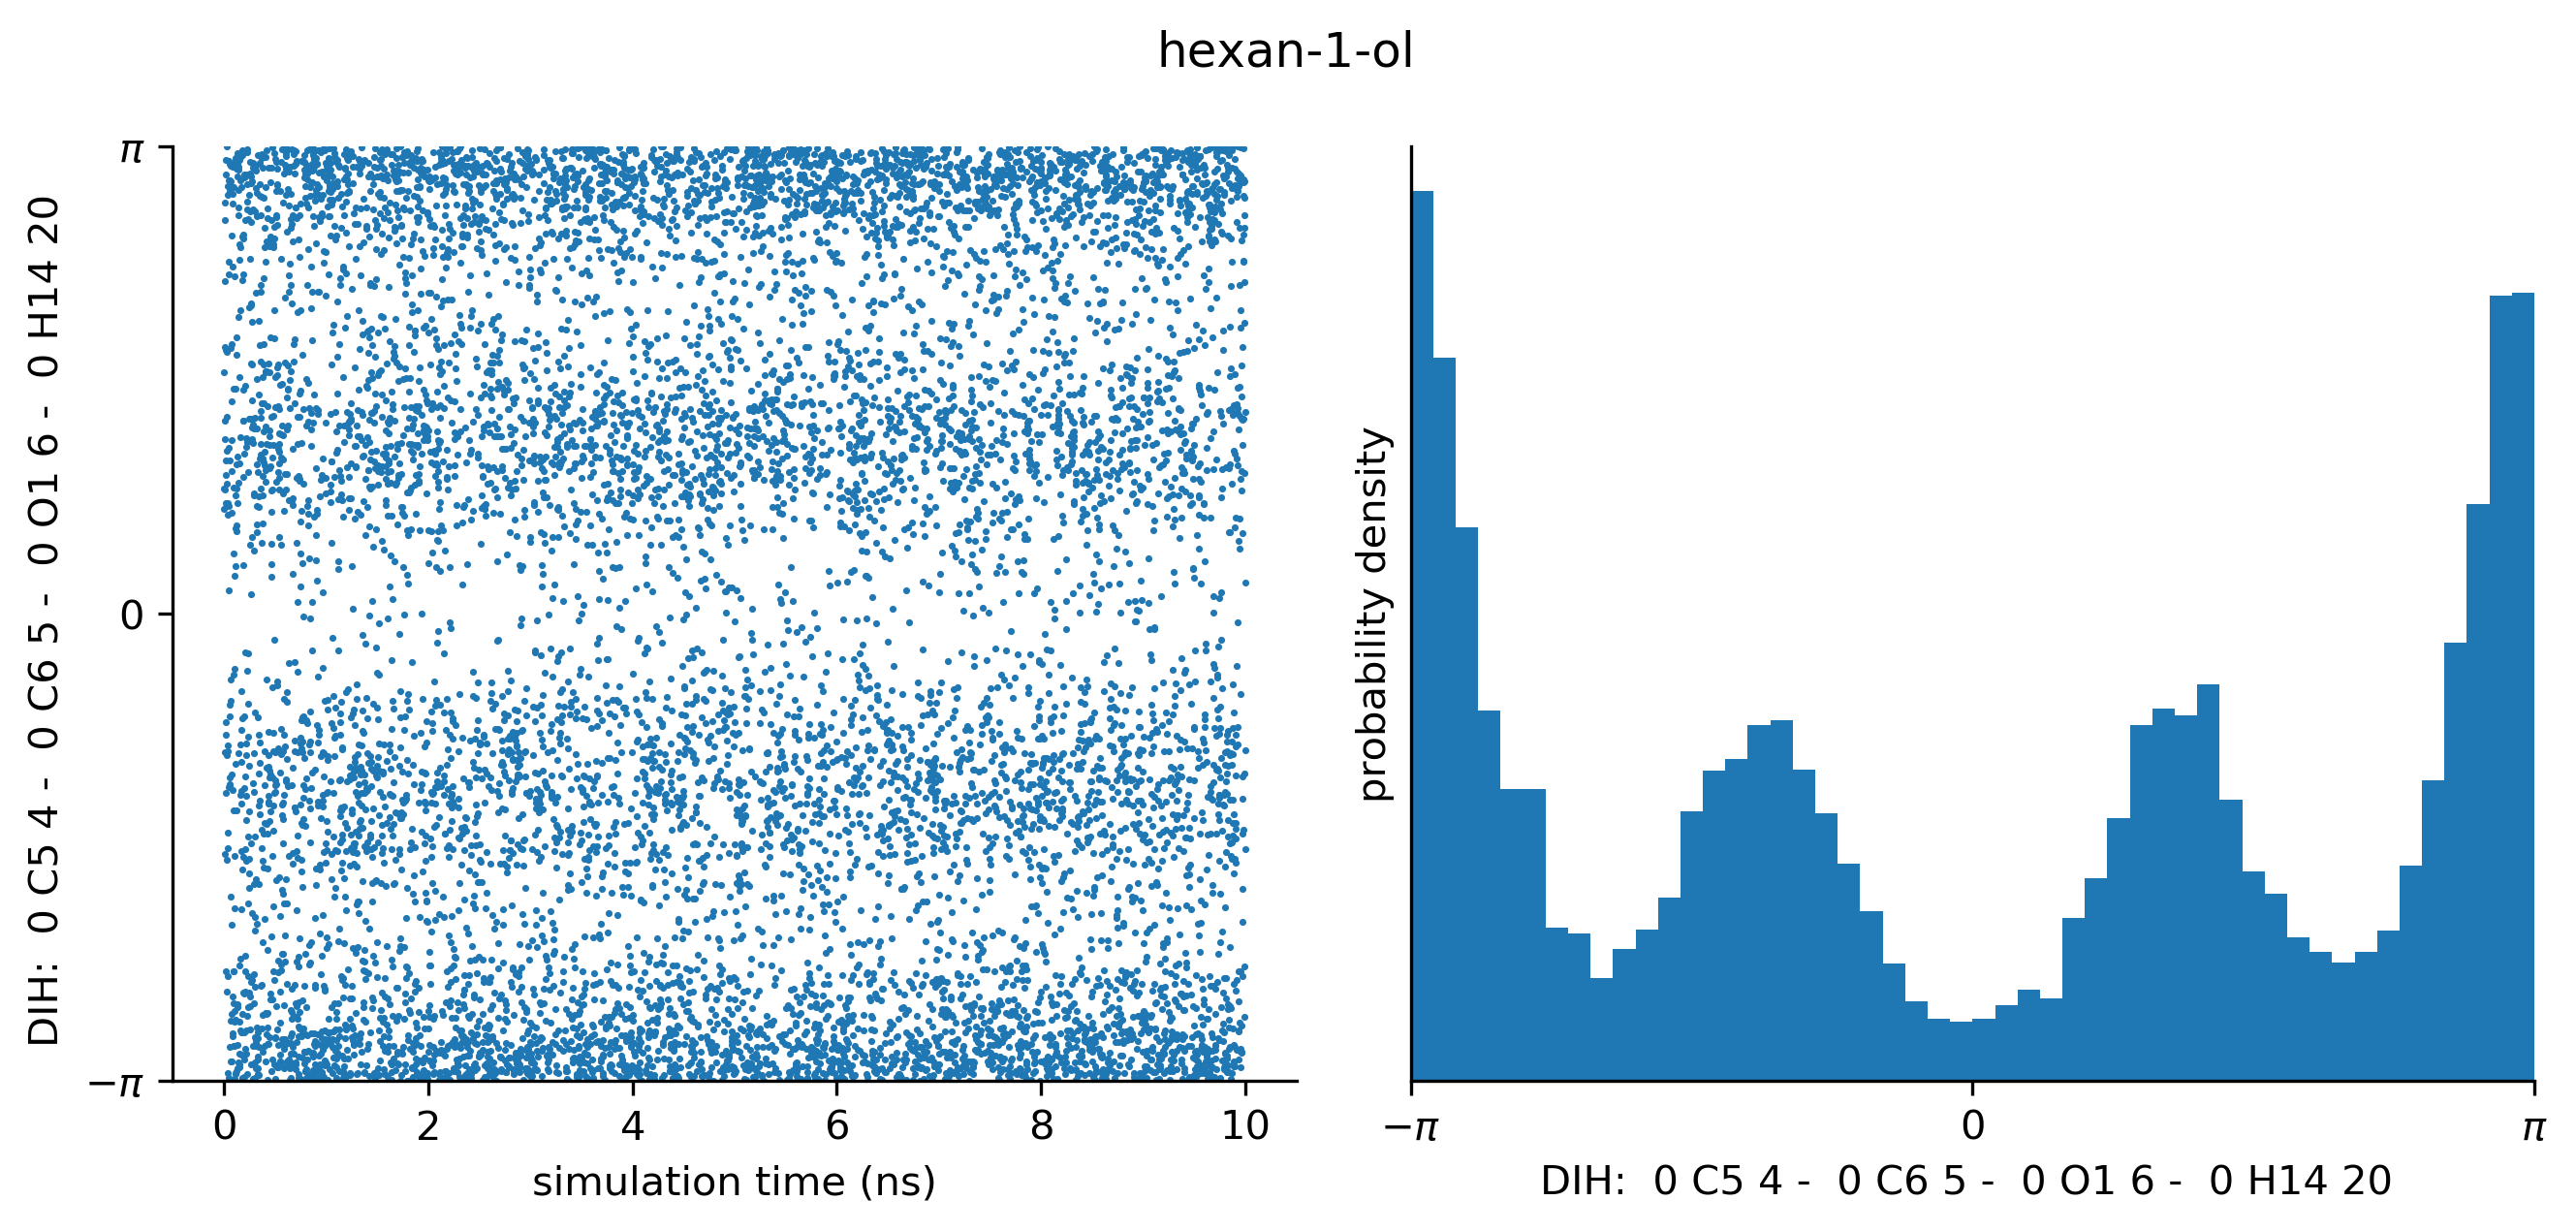 hexan-1-ol
DIH:  0 C5 4 -  0 C6 5 -  0 O1 6 -  0 H14 20
π
0
−π
0 2 4 6 8 10
simulation time (ns)
probability density
−π 0 π
DIH:  0 C5 4 -  0 C6 5 -  0 O1 6 -  0 H14 20